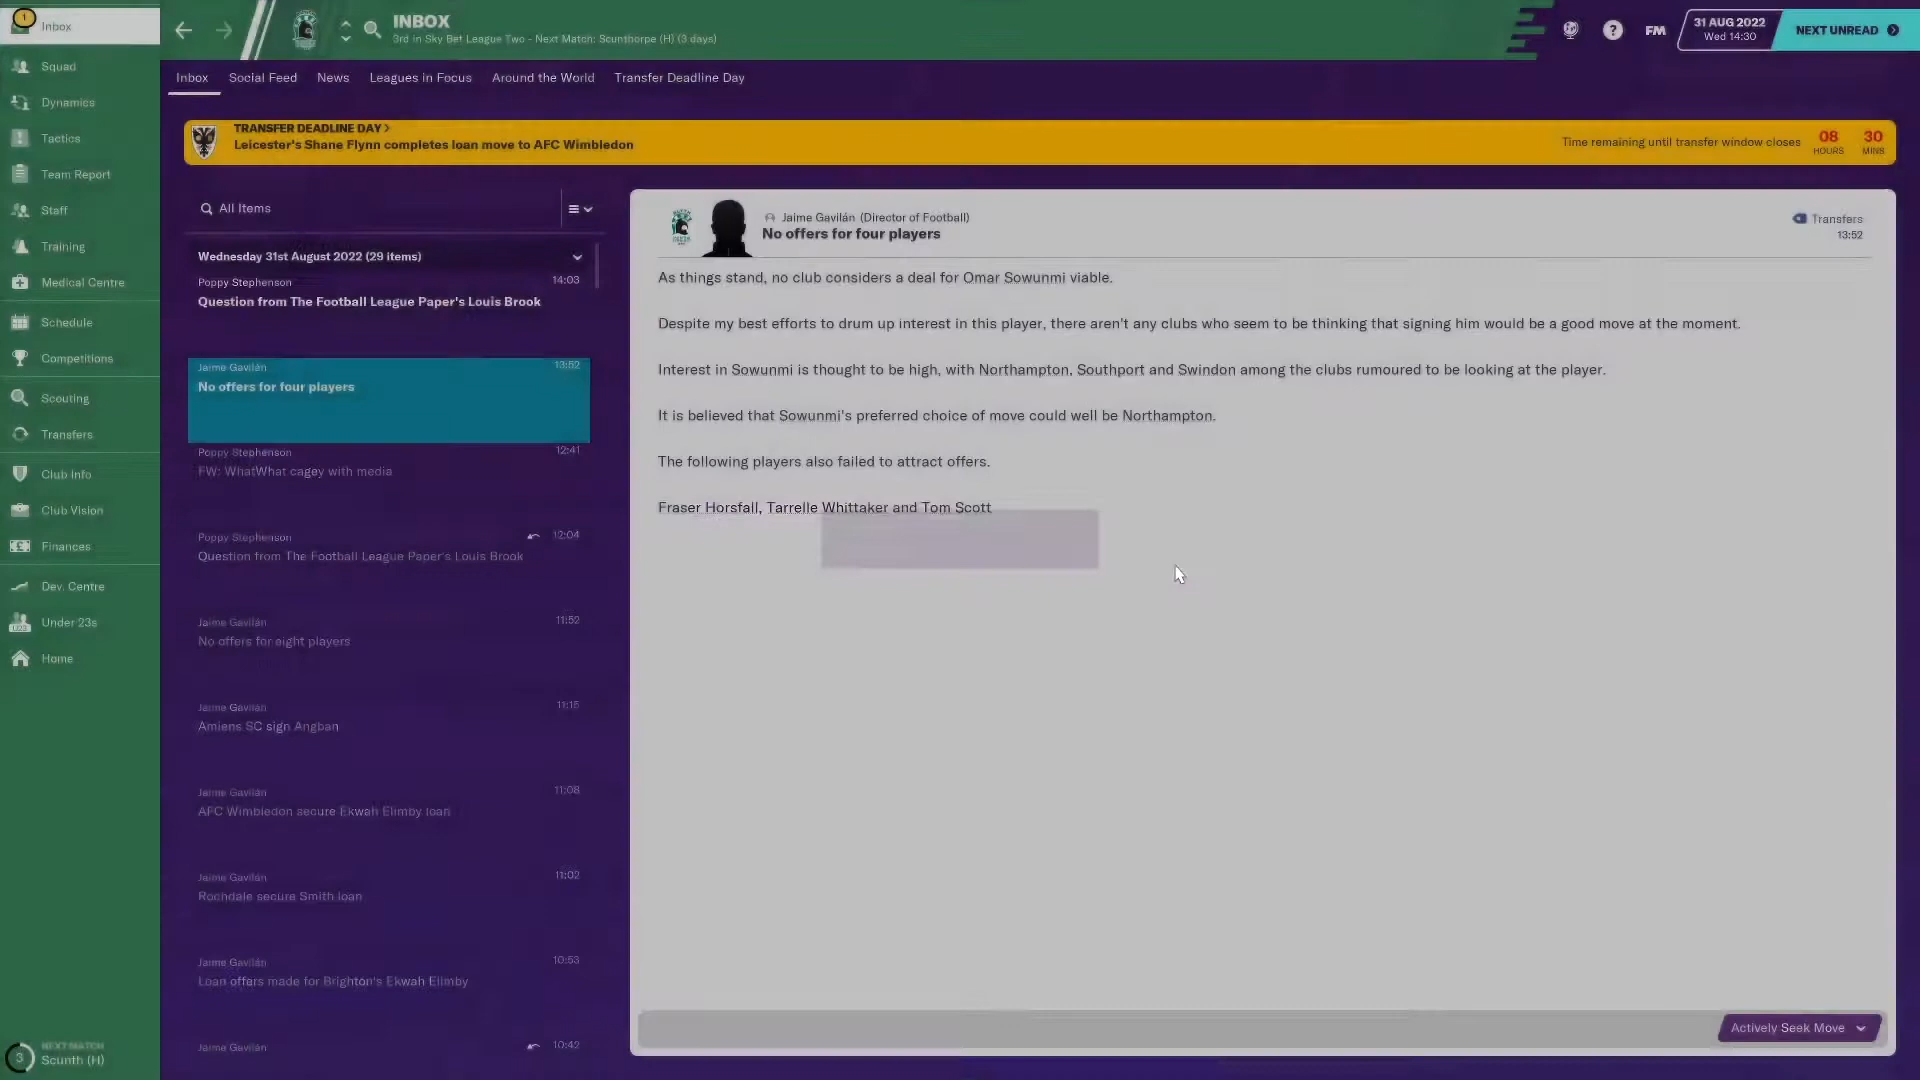 1
Inbox
Squad
Dynamics
Tactics
Team Report
Staff
Training
Medical Centre
Schedule
Competitions
Scouting
Transfers
Club Info
Club Vision
Finances
Dev. Centre
Under 23s
Home
3 NEXT MATCH
Scunth (H)
INBOX
3rd in Sky Bet League Two - Next Match: Scunthorpe (H) (3 days)
? FM
31 AUG 2022
Wed 14:30
NEXT UNREAD
Inbox Social Feed News Leagues in Focus Around the World Transfer Deadline Day
TRANSFER DEADLINE DAY >
Leicester's Shane Flynn completes loan move to AFC Wimbledon
Time remaining until transfer window closes
08 HOURS
30 MINS
All Items
Wednesday 31st August 2022 (29 items)
Poppy Stephenson 14:03
Question from The Football League Paper's Louis Brook
Jaime Gavilán 13:52
No offers for four players
Poppy Stephenson 12:41
FW: WhatWhat cagey with media
Poppy Stephenson 12:04
Question from The Football League Paper's Louis Brook
Jaime Gavilán 11:52
No offers for eight players
Jaime Gavilán 11:15
Amiens SC sign Angban
Jaime Gavilán 11:08
AFC Wimbledon secure Ekwah Elimby loan
Jaime Gavilán 11:02
Rochdale secure Smith loan
Jaime Gavilán 10:53
Loan offers made for Brighton's Ekwah Elimby
Jaime Gavilán 10:42
Jaime Gavilán (Director of Football)
No offers for four players
Transfers
13:52
As things stand, no club considers a deal for Omar Sowunmi viable.
Despite my best efforts to drum up interest in this player, there aren't any clubs who seem to be thinking that signing him would be a good move at the moment.
Interest in Sowunmi is thought to be high, with Northampton, Southport and Swindon among the clubs rumoured to be looking at the player.
It is believed that Sowunmi's preferred choice of move could well be Northampton.
The following players also failed to attract offers.
Fraser Horsfall, Tarrelle Whittaker and Tom Scott
Actively Seek Move